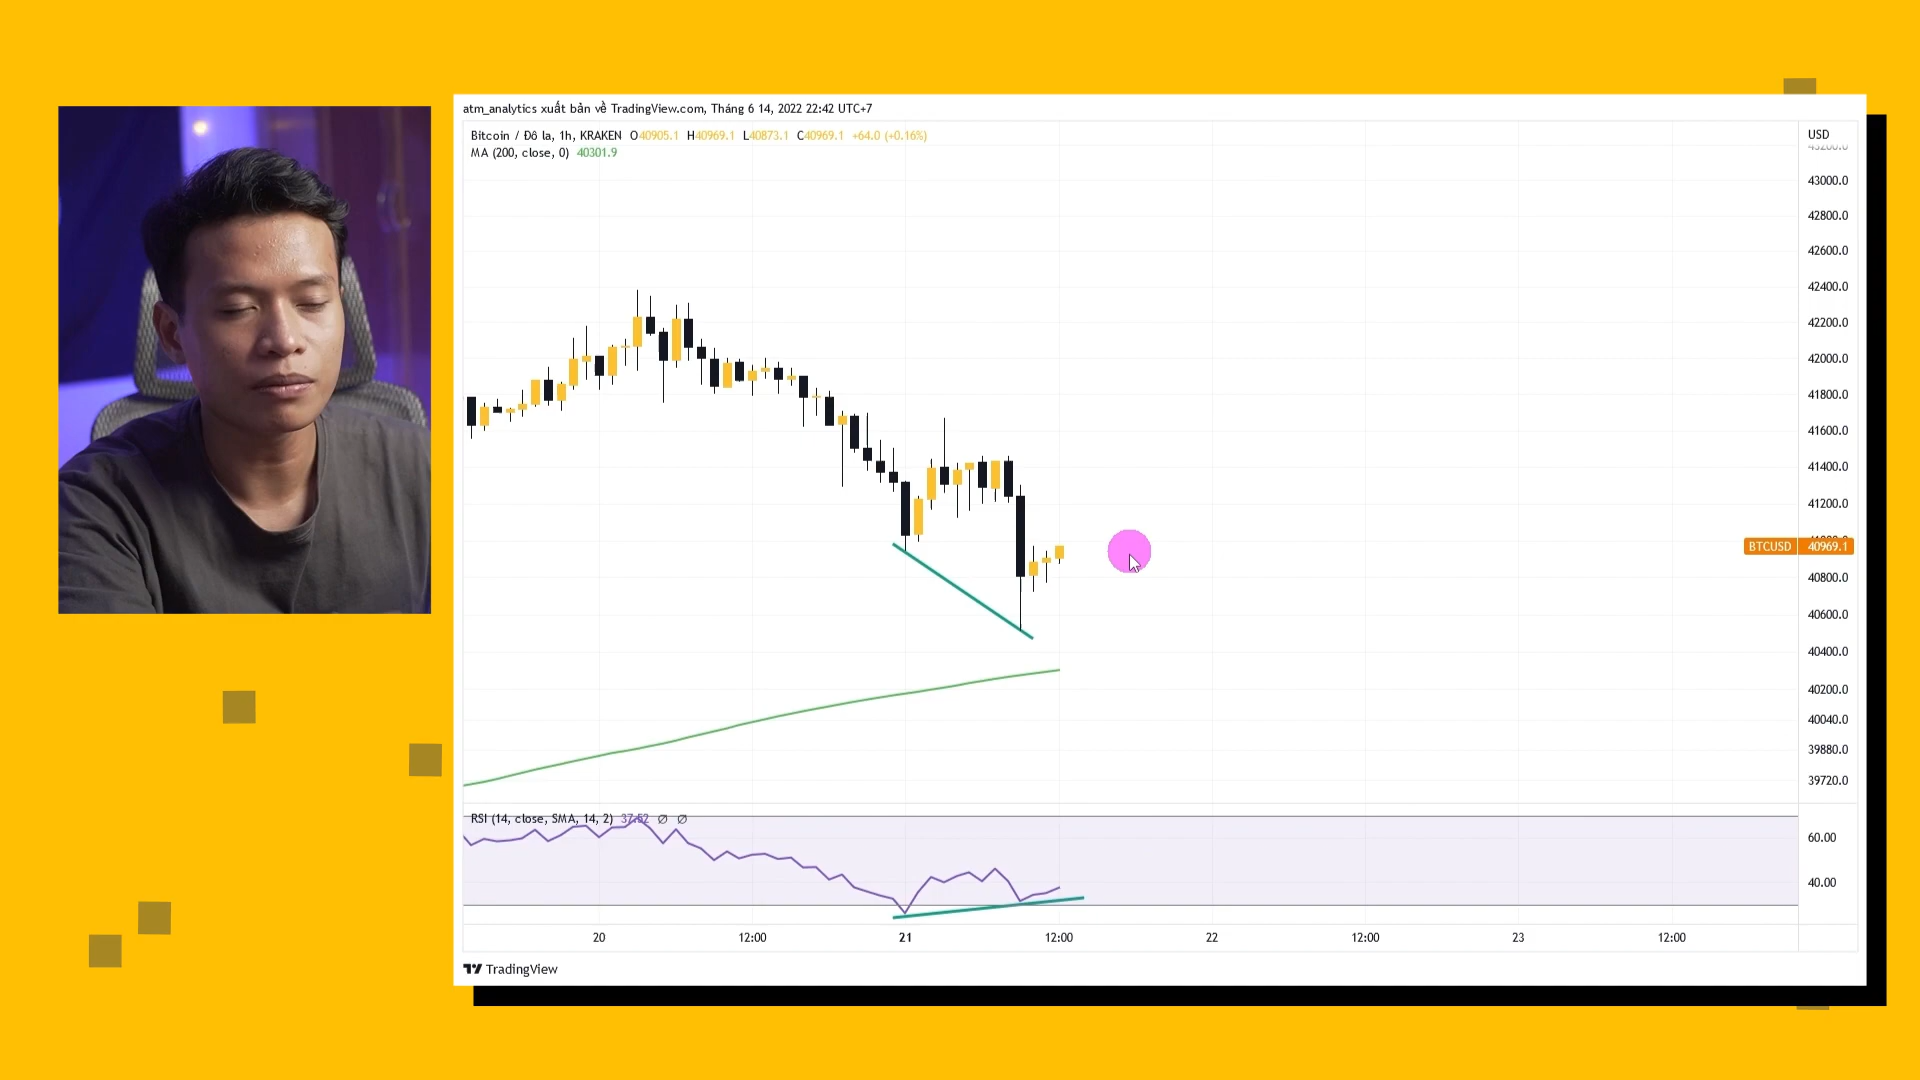 atm_analytics xuất bản về TradingView.com, Tháng 6 14, 2022 22:42 UTC+7
Bitcoin / Đô la, 1h, KRAKEN O40905.1 H40969.1 L40873.1 C40969.1 +64.0 (+0.16%)
MA (200, close, 0) 40301.9
USD
43000.0
42800.0
42600.0
42400.0
42200.0
42000.0
41800.0
41600.0
41400.0
41200.0
BTCUSD 40969.1
40800.0
40600.0
40400.0
40200.0
40040.0
39880.0
39720.0
RSI (14, close, SMA, 14, 2) 37.52 Ø Ø
60.00
40.00
20 12:00 21 12:00 22 12:00 23 12:00
TradingView